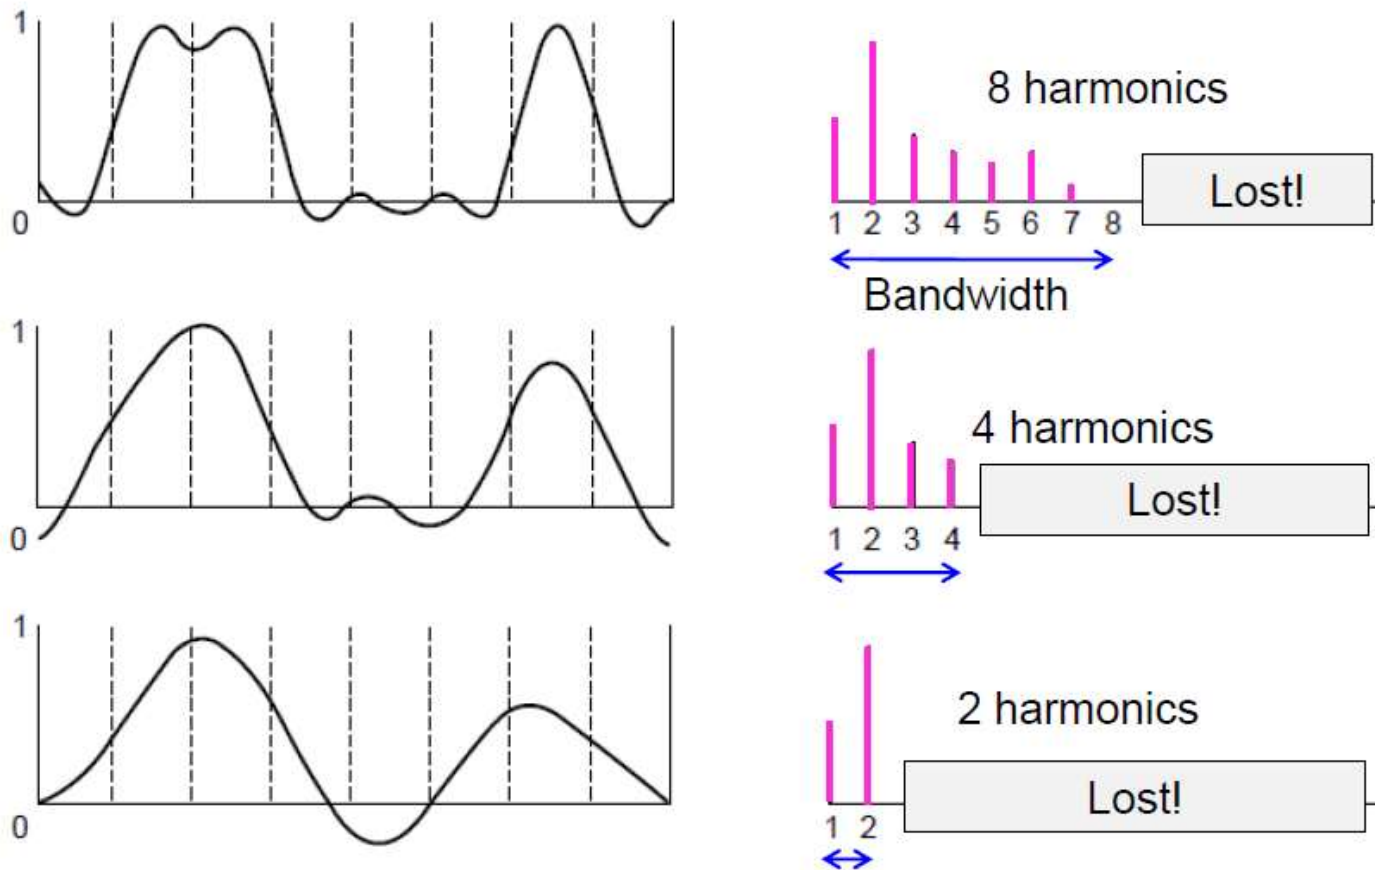 1
0
8 harmonics
Lost!
1 2 3 4 5 6 7 8
Bandwidth
1
0
4 harmonics
Lost!
1 2 3 4
1
0
2 harmonics
Lost!
1 2